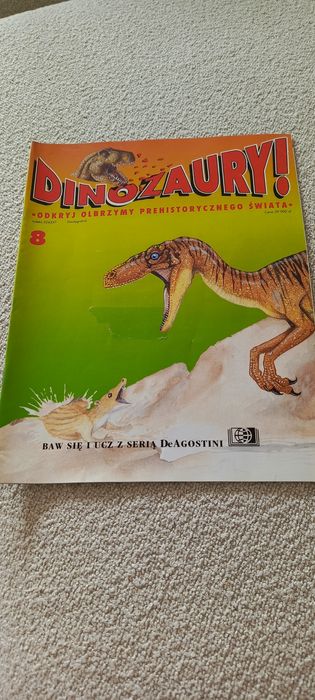 DINOZAURY!
•ODKRYJ OLBRZYMY PREHISTORYCZNEGO ŚWIATA•
8
BAW SIĘ I UCZ Z SERIĄ DeAGOSTINI